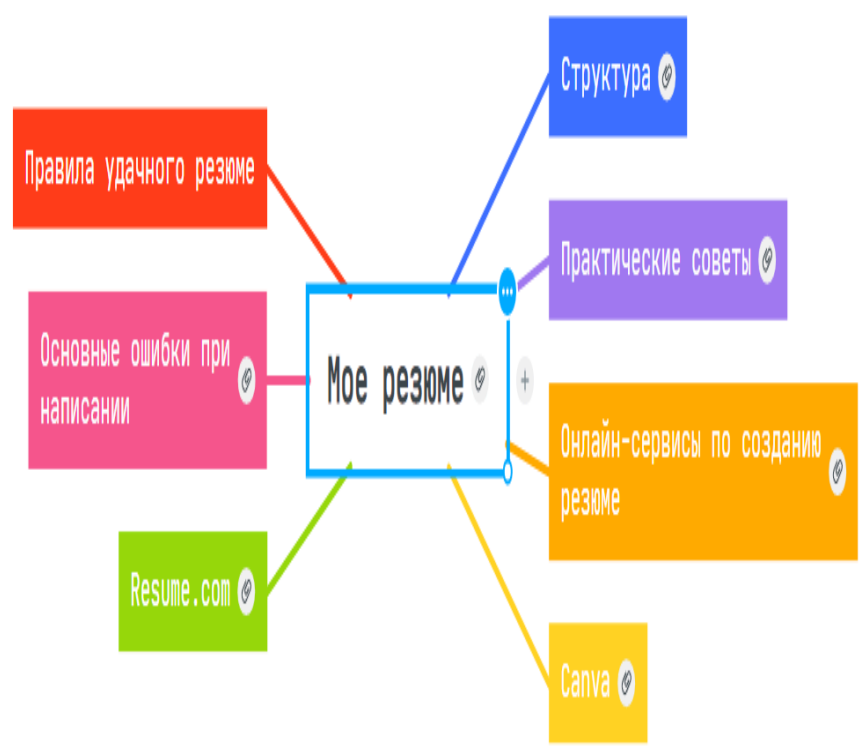 Структура
Правила удачного резюме
Практические советы
Основные ошибки при
написании
Мое резюме
Онлайн-сервисы по созданию
резюме
Resume.com
Canva